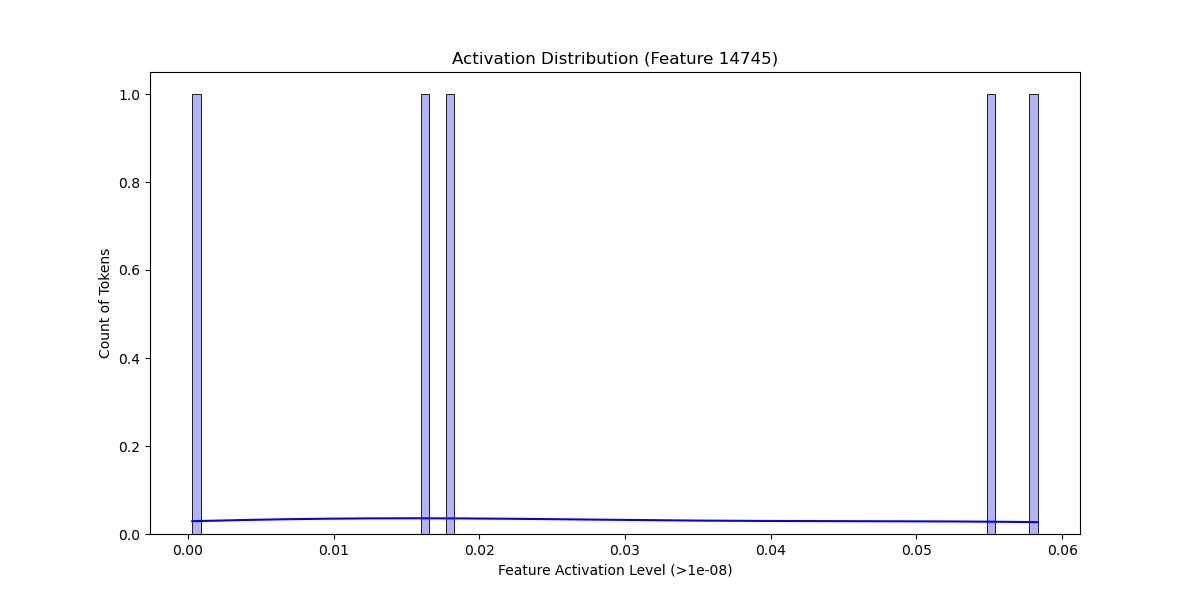 Activation Distribution (Feature 14745)
1.0
0.8
0.6
0.4
0.2
0.0
Count of Tokens
0.00 0.01 0.02 0.03 0.04 0.05 0.06
Feature Activation Level (>1e-08)